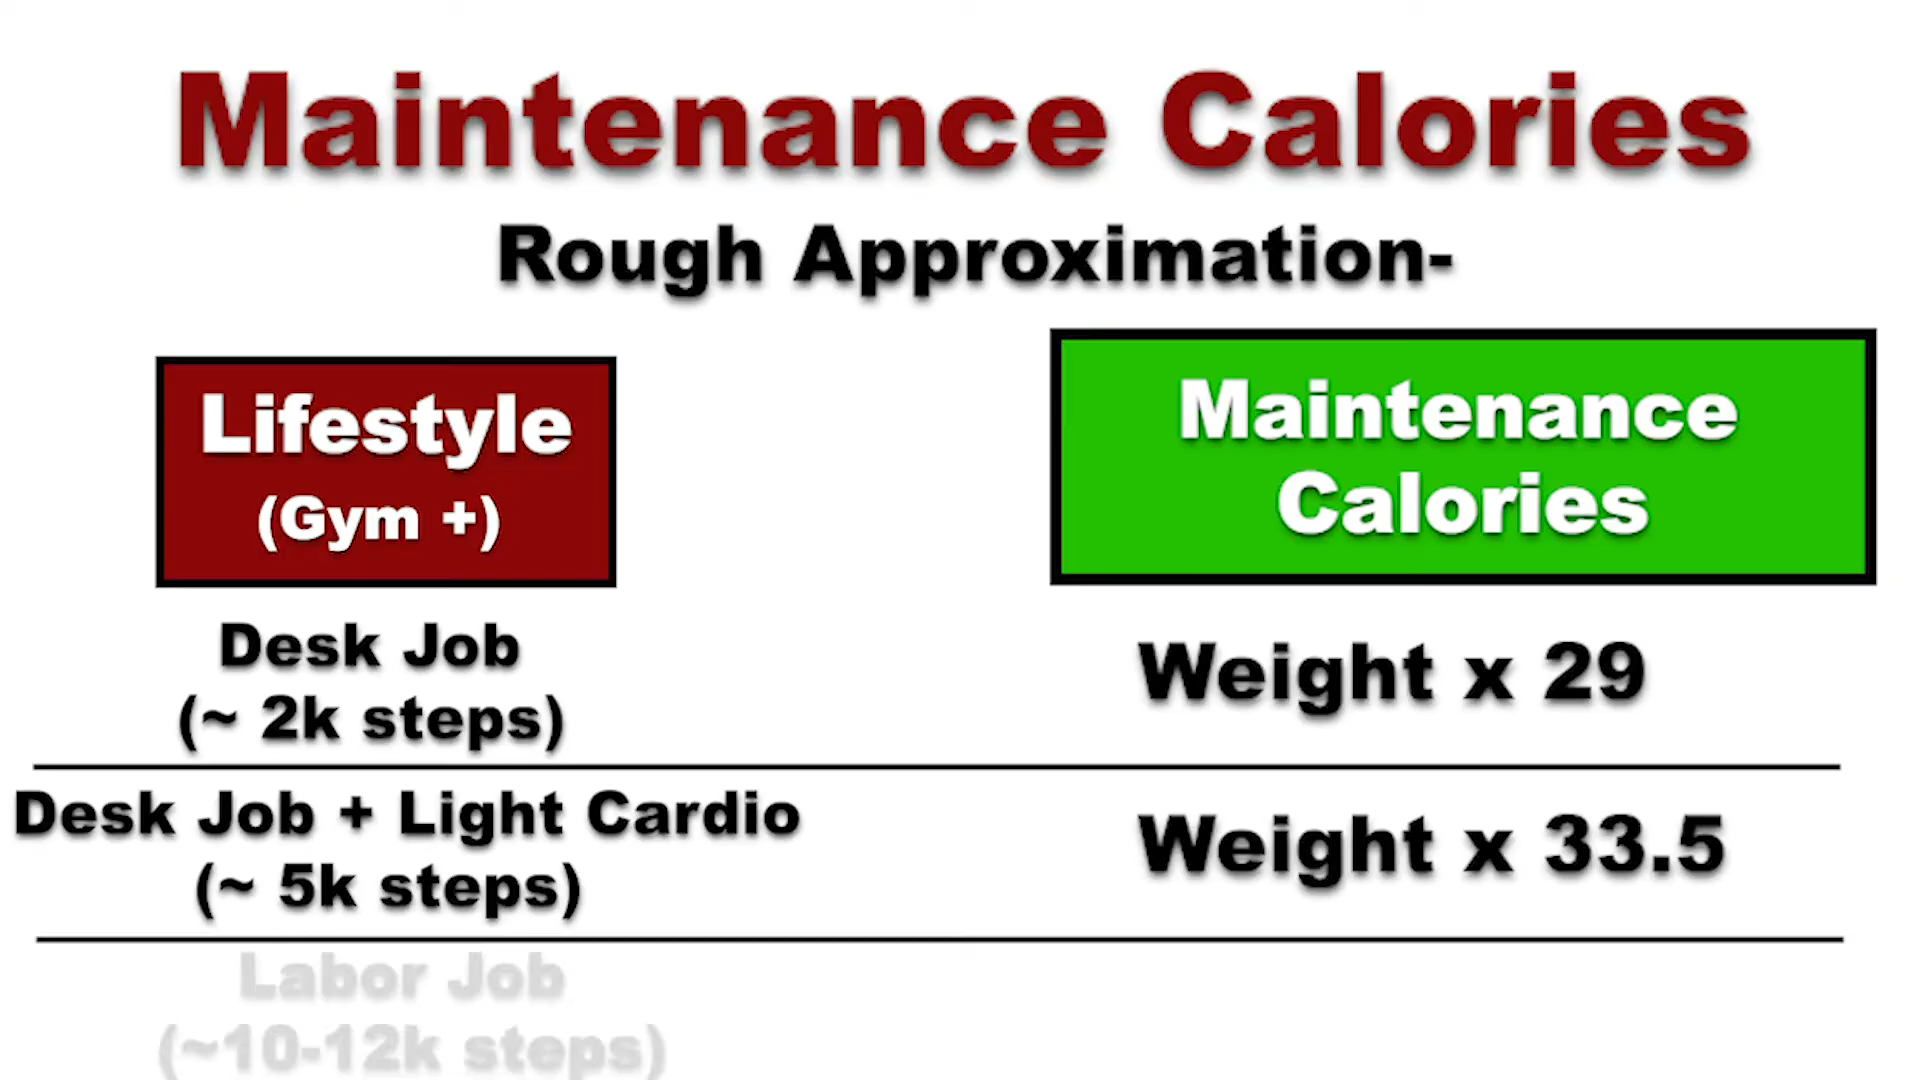 Maintenance Calories
Rough Approximation-
Lifestyle
(Gym +)
Maintenance
Calories
Desk Job
(~ 2k steps)
Weight x 29
Desk Job + Light Cardio
(~ 5k steps)
Weight x 33.5
Labor Job
(~10-12k steps)